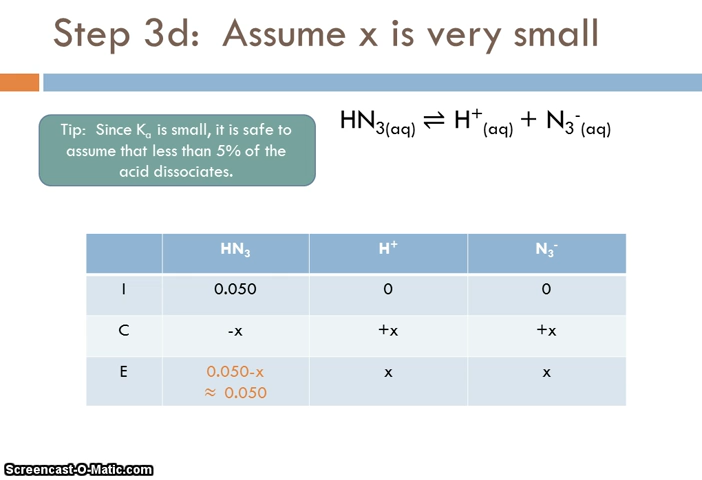 Step 3d: Assume x is very small
Tip: Since Kₐ is small, it is safe to
assume that less than 5% of the
acid dissociates.
HN₃(aq) ⇌ H⁺(aq) + N₃⁻(aq)
HN₃ H⁺ N₃⁻
I 0.050 0 0
C -x +x +x
E 0.050-x x x
≈ 0.050
Screencast-O-Matic.com